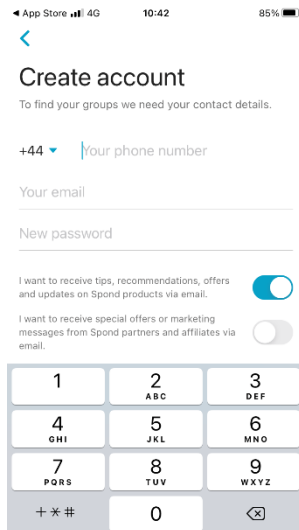 App Store 4G 10:42 85%
Create account
To find your groups we need your contact details.
+44 Your phone number
Your email
New password
I want to receive tips, recommendations, offers
and updates on Spond products via email.
I want to receive special offers or marketing
messages from Spond partners and affiliates via
email.
1 2 3
ABC DEF
4 5 6
GHI JKL MNO
7 8 9
PQRS TUV WXYZ
+*# 0